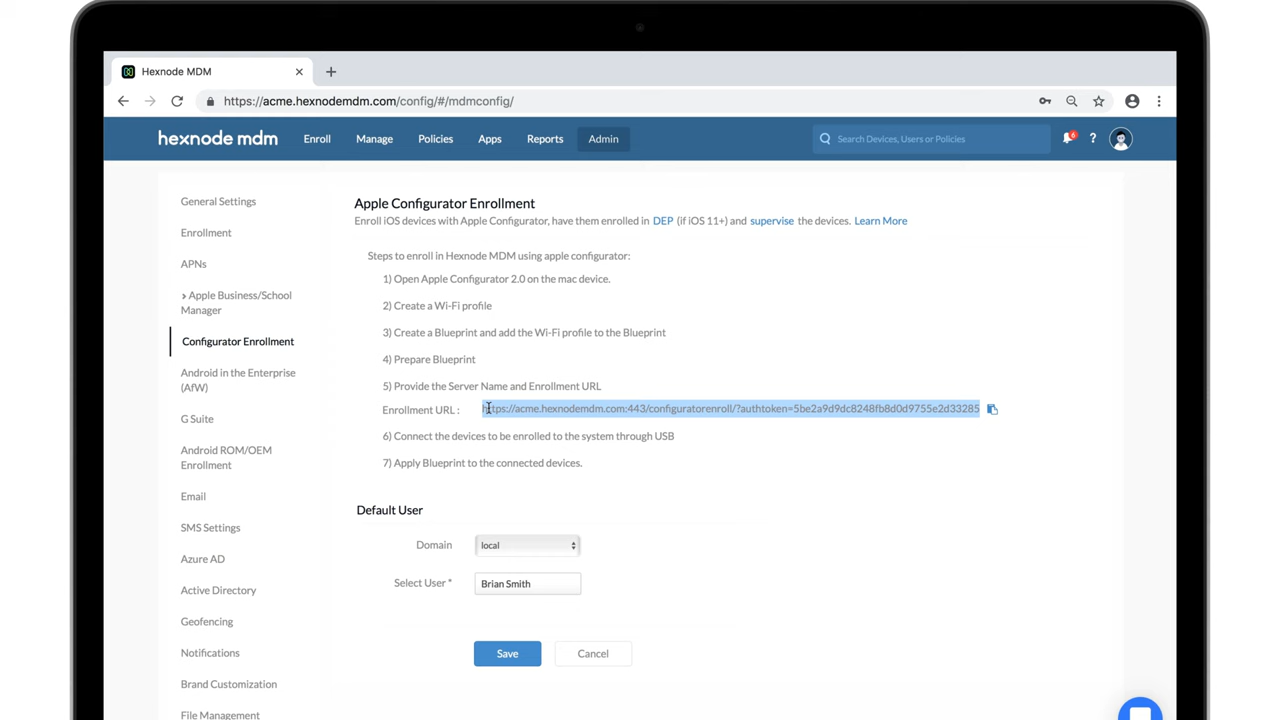 Hexnode MDM
https://acme.hexnodemdm.com/config/#/mdmconfig/
hexnode mdm Enroll Manage Policies Apps Reports Admin Search Devices, Users or Policies 6 ?
General Settings
Enrollment
APNs
Apple Business/School
Manager
Configurator Enrollment
Android in the Enterprise
(AfW)
G Suite
Android ROM/OEM
Enrollment
Email
SMS Settings
Azure AD
Active Directory
Geofencing
Notifications
Brand Customization
File Management
Apple Configurator Enrollment
Enroll iOS devices with Apple Configurator, have them enrolled in DEP (if iOS 11+) and supervise the devices. Learn More
Steps to enroll in Hexnode MDM using apple configurator:
1) Open Apple Configurator 2.0 on the mac device.
2) Create a Wi-Fi profile
3) Create a Blueprint and add the Wi-Fi profile to the Blueprint
4) Prepare Blueprint
5) Provide the Server Name and Enrollment URL
Enrollment URL : https://acme.hexnodemdm.com:443/configuratorenroll/?authtoken=5be2a9d9dc8248fb8d0d9755e2d33285
6) Connect the devices to be enrolled to the system through USB
7) Apply Blueprint to the connected devices.
Default User
Domain local
Select User * Brian Smith
Save Cancel